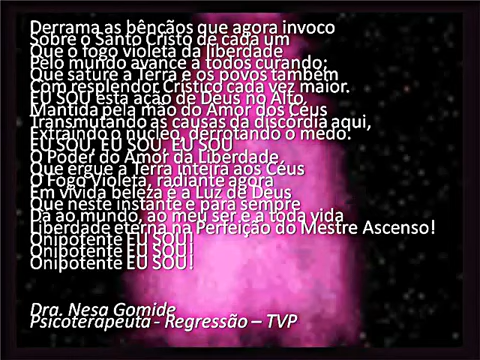 Derrama as bênçãos que agora invoco
Sobre o Santo Cristo de cada um
Que o fogo violeta da liberdade
Pelo mundo avance a todos curando;
Que sature a Terra e os povos também
Com resplendor Crístico cada vez maior.
EU SOU esta ação de Deus no Alto,
Mantida pela mão do Amor dos Céus
Transmutando as causas da discórdia aqui,
Extraindo o núcleo, derrotando o medo.
EU SOU, EU SOU, EU SOU
O Poder do Amor da Liberdade,
Que ergue a Terra inteira aos Céus
O Fogo Violeta, radiante agora
Em vívida beleza é a Luz de Deus
Que neste instante e para sempre
Dá ao mundo, ao meu ser e a toda vida
Liberdade eterna na Perfeição do Mestre Ascenso!
Onipotente EU SOU!
Onipotente EU SOU!
Onipotente EU SOU!
Dra. Nesa Gomide
Psicoterapeuta - Regressão – TVP